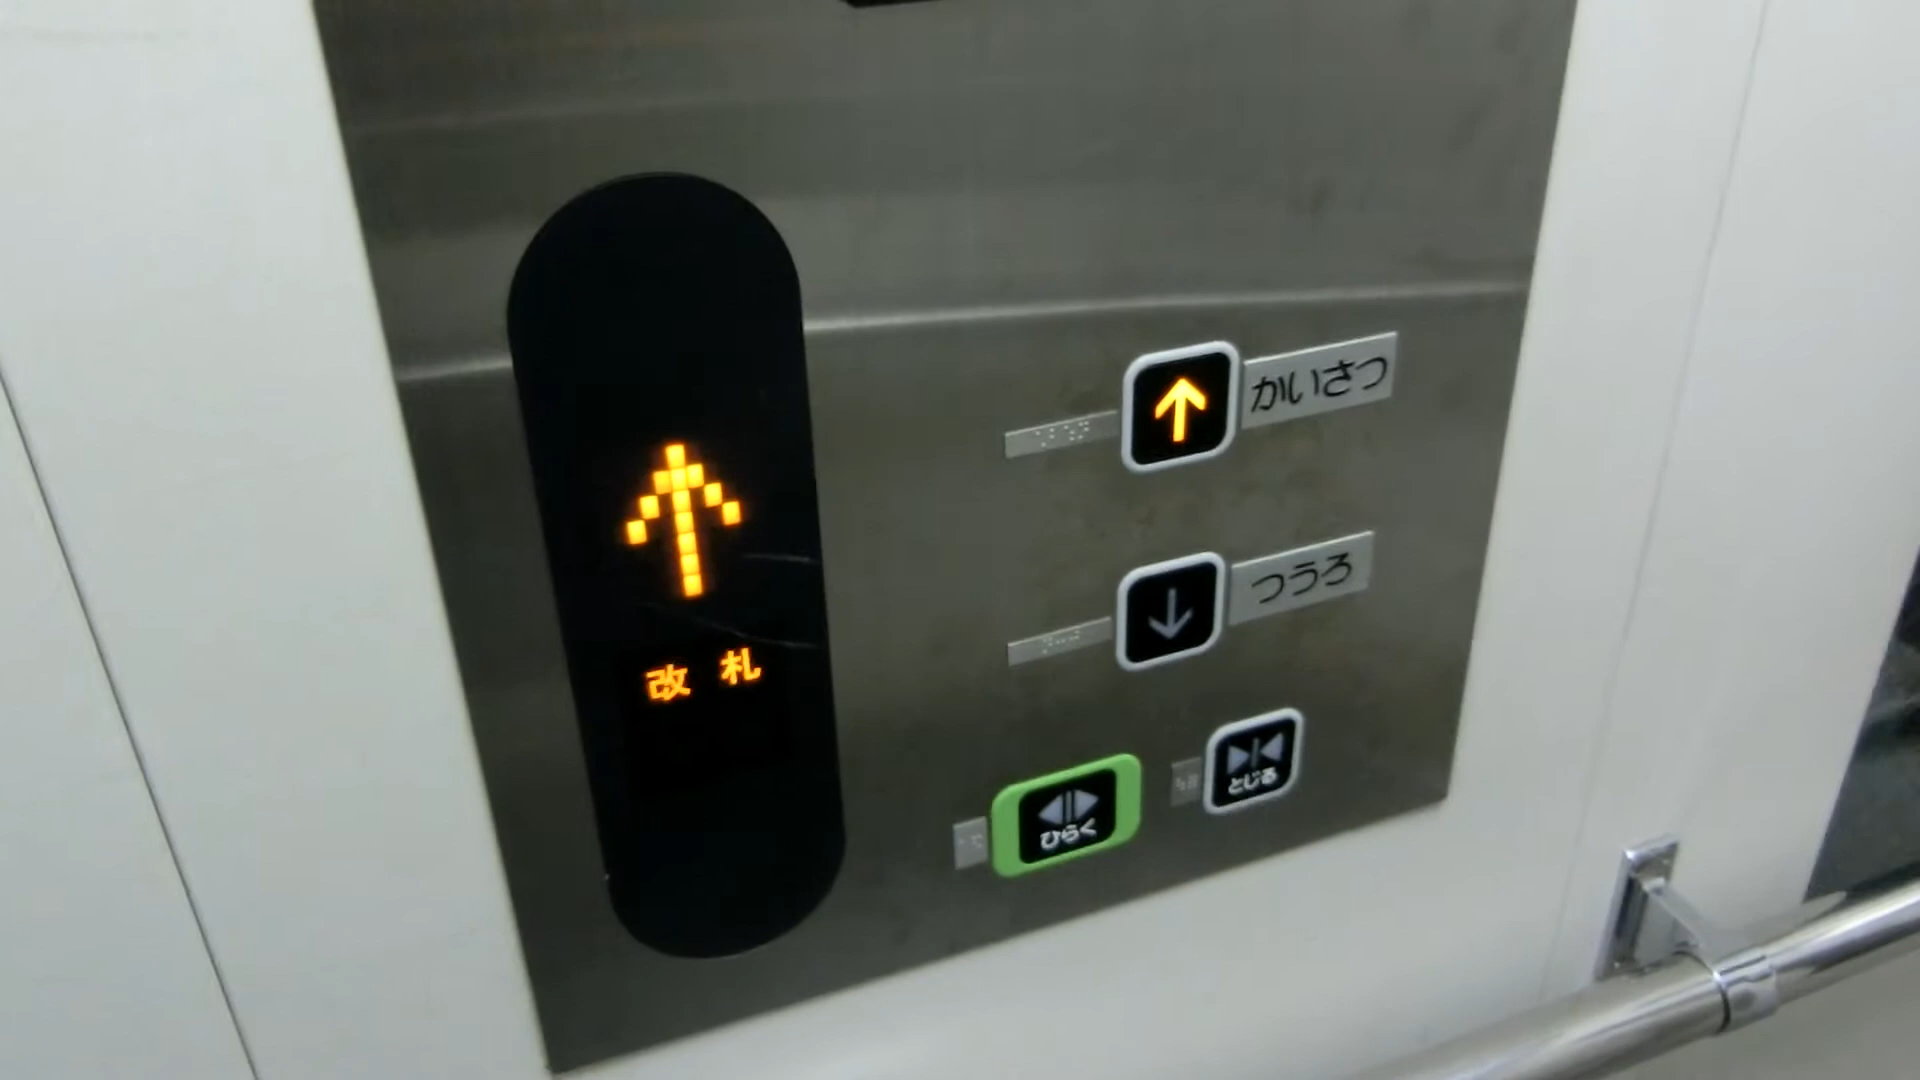 かいさつ
つうろ
改札
ひらく
とじる